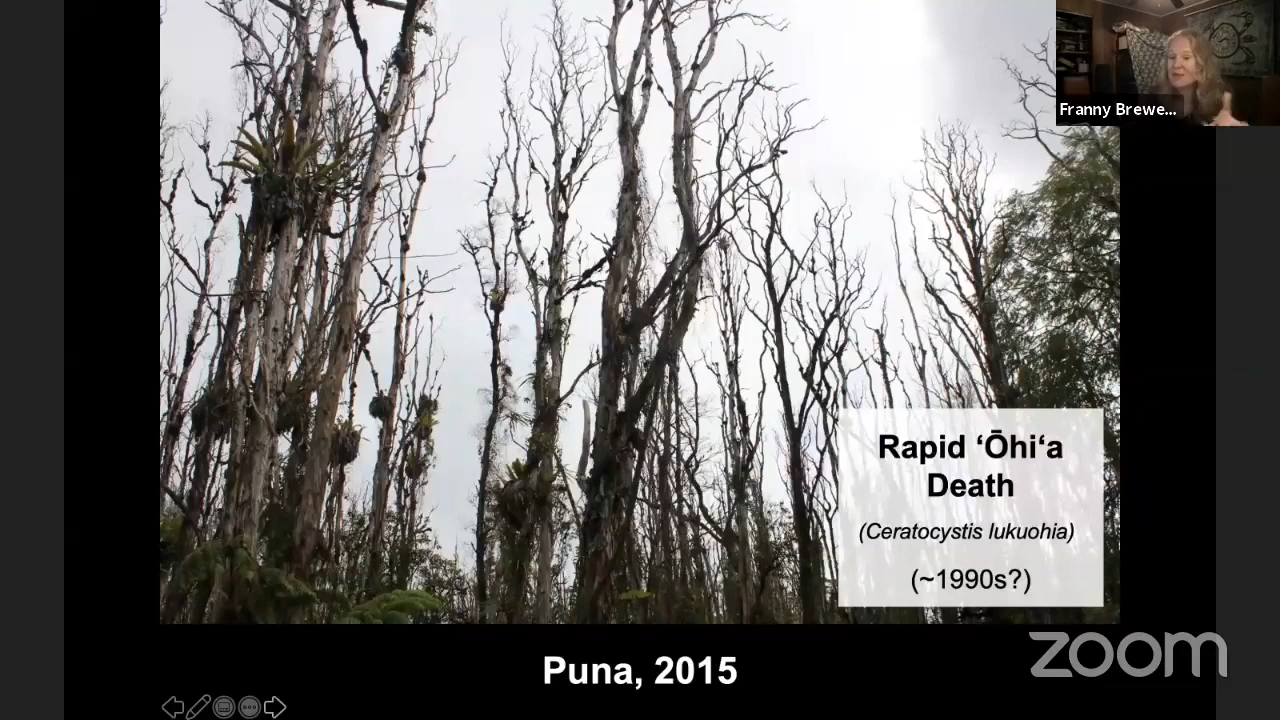 Franny Brewe...
Rapid ʻŌhiʻa
Death
(Ceratocystis lukuohia)
(~1990s?)
Puna, 2015
zoom